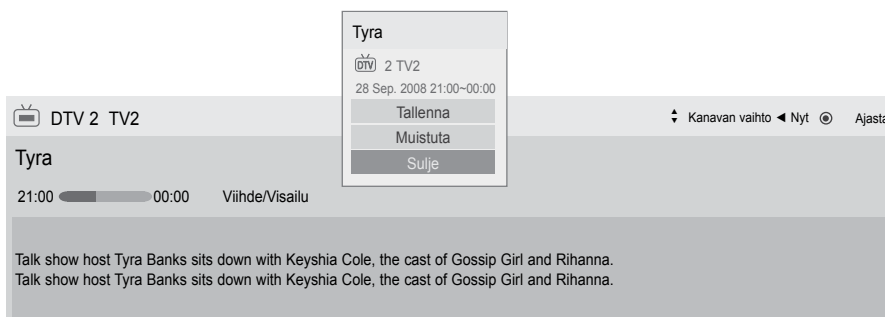 Tyra
DTV 2 TV2
28 Sep. 2008 21:00~00:00
Tallenna
Muistuta
Sulje
DTV 2 TV2
Kanavan vaihto ◄ Nyt ◉ Ajasta
Tyra
21:00 00:00 Viihde/Visailu
Talk show host Tyra Banks sits down with Keyshia Cole, the cast of Gossip Girl and Rihanna.
Talk show host Tyra Banks sits down with Keyshia Cole, the cast of Gossip Girl and Rihanna.